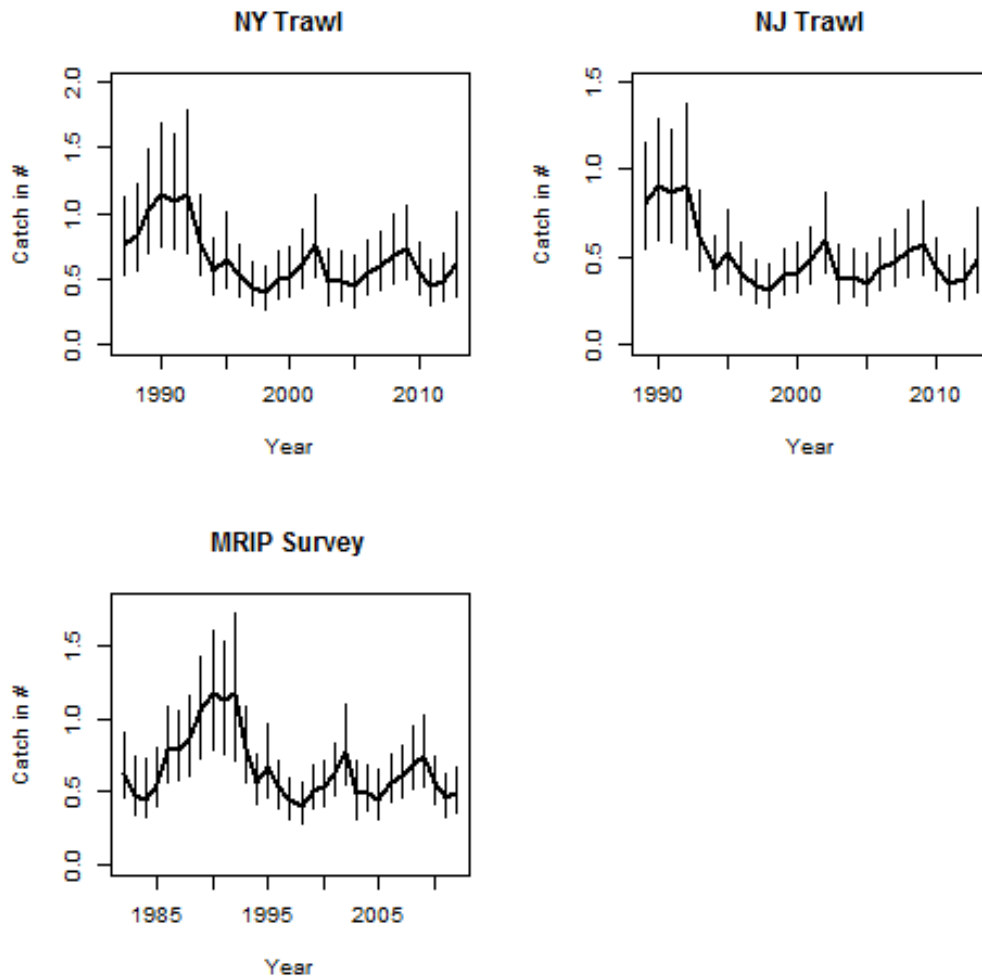 NY Trawl
Catch in #
0.0 0.5 1.0 1.5 2.0
1990 2000 2010
Year
NJ Trawl
Catch in #
0.0 0.5 1.0 1.5
1990 2000 2010
Year
MRIP Survey
Catch in #
0.0 0.5 1.0 1.5
1985 1995 2005
Year